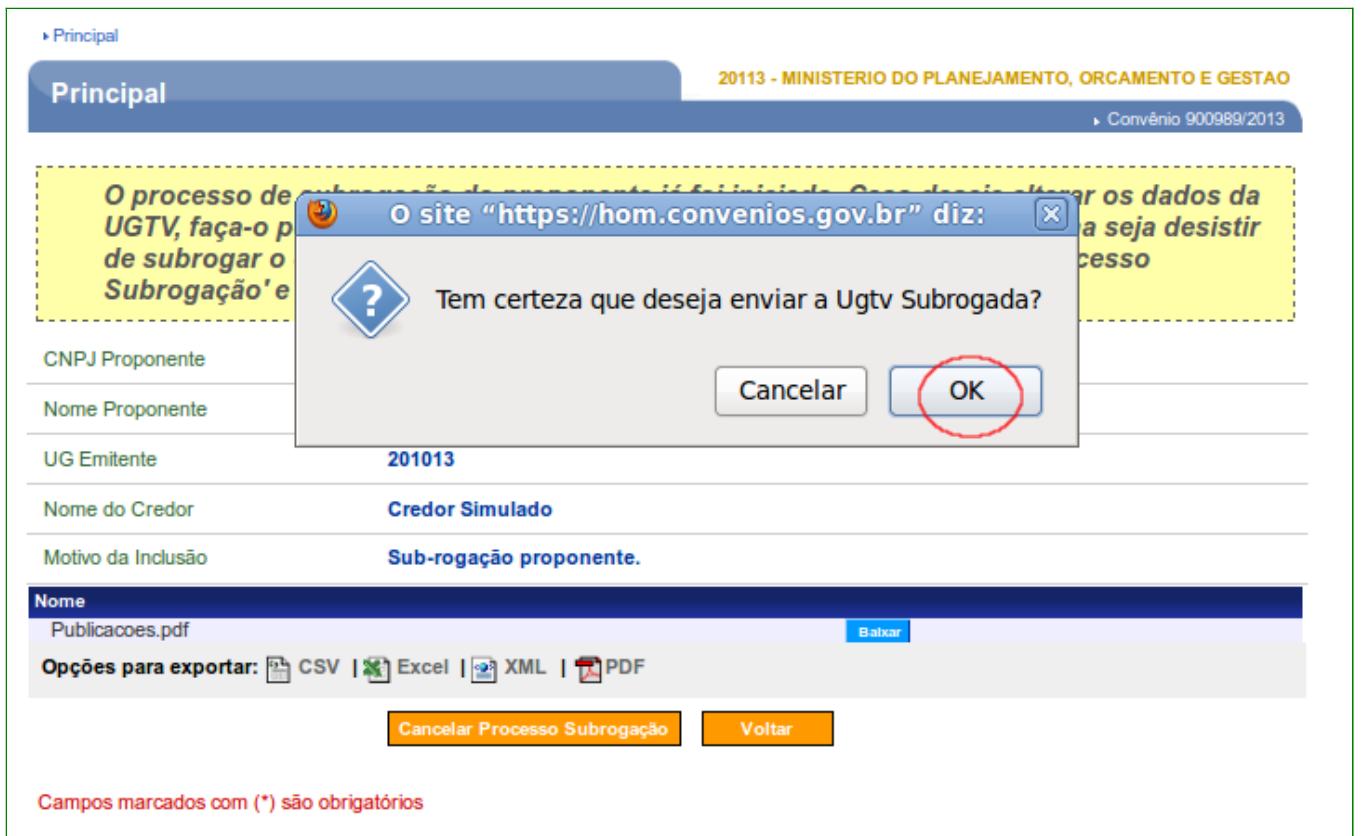 Principal
Principal
20113 - MINISTERIO DO PLANEJAMENTO, ORCAMENTO E GESTAO
Convênio 900989/2013
O processo de
ar os dados da
UGTV, faça-o p
a seja desistir
de subrogar o
cesso
Subrogação' e
O site “https://hom.convenios.gov.br” diz:
Tem certeza que deseja enviar a Ugtv Subrogada?
Cancelar
OK
CNPJ Proponente
Nome Proponente
UG Emitente 201013
Nome do Credor Credor Simulado
Motivo da Inclusão Sub-rogação proponente.
Nome
Publicacoes.pdf Baixar
Opções para exportar: CSV | Excel | XML | PDF
Cancelar Processo Subrogação Voltar
Campos marcados com (*) são obrigatórios